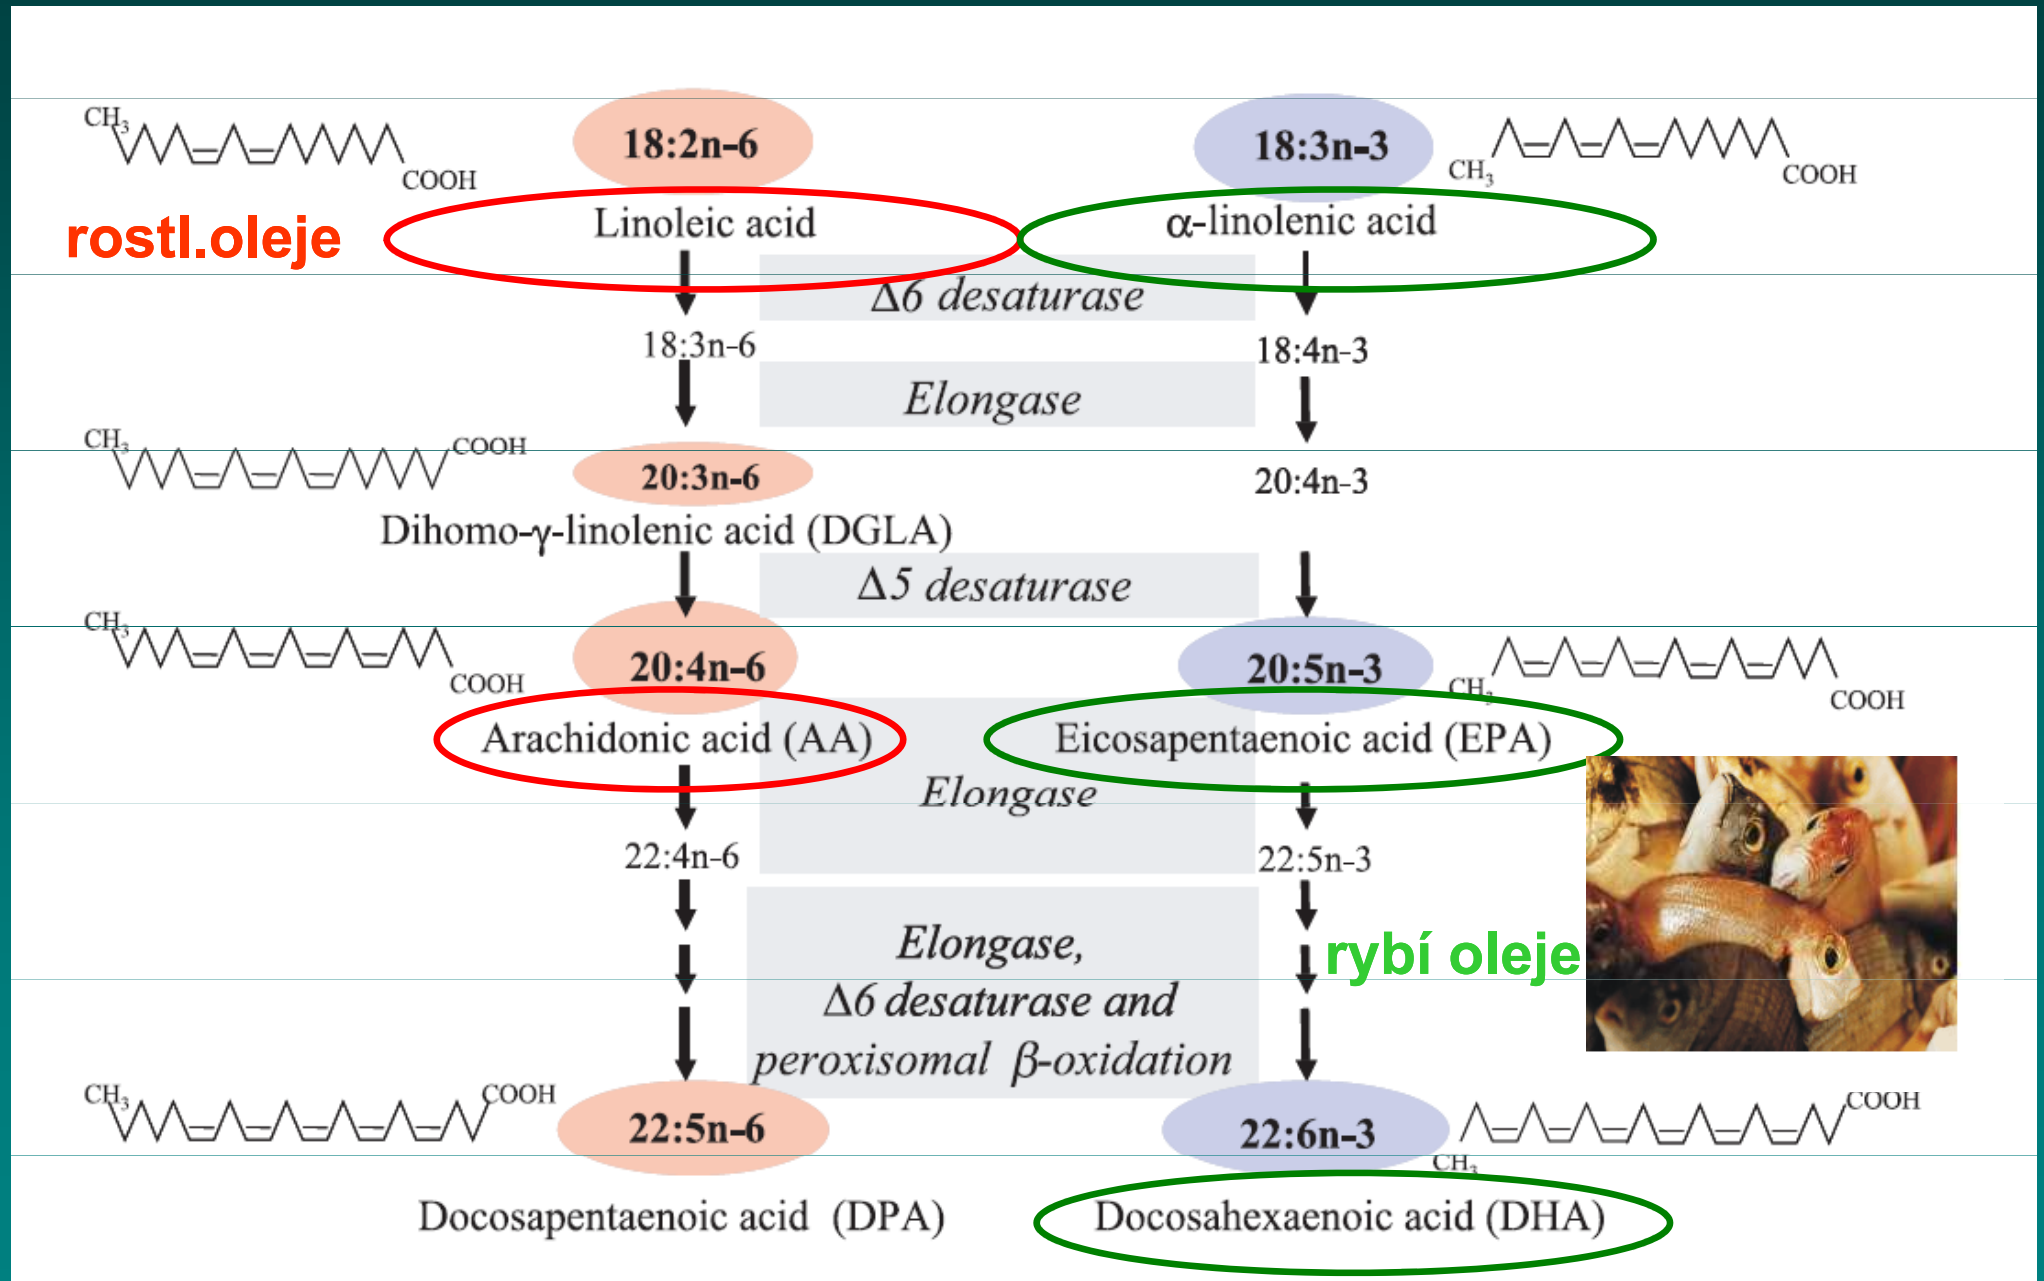 CH3
COOH
18:2n-6
18:3n-3
CH3
COOH
rostl.oleje
Linoleic acid
α-linolenic acid
Δ6 desaturase
18:3n-6
18:4n-3
Elongase
CH3
COOH
20:3n-6
20:4n-3
Dihomo-γ-linolenic acid (DGLA)
Δ5 desaturase
CH3
COOH
20:4n-6
20:5n-3
CH3
COOH
Arachidonic acid (AA)
Eicosapentaenoic acid (EPA)
Elongase
22:4n-6
22:5n-3
Elongase,
Δ6 desaturase and
peroxisomal β-oxidation
rybí oleje
CH3
COOH
22:5n-6
22:6n-3
CH3
COOH
Docosapentaenoic acid (DPA)
Docosahexaenoic acid (DHA)